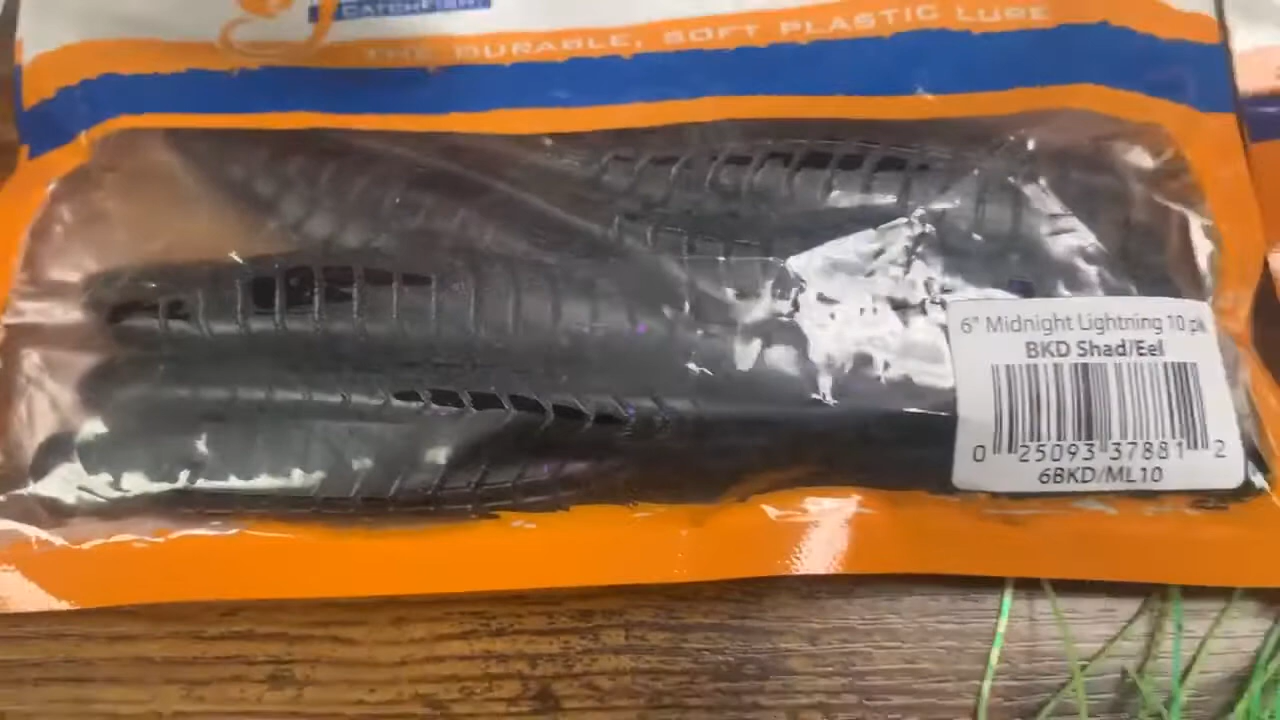 CATCHFISH!
THE DURABLE, SOFT PLASTIC LURE
6" Midnight Lightning 10 pk
BKD Shad/Eel
0 25093 37881 2
6BKD/ML10